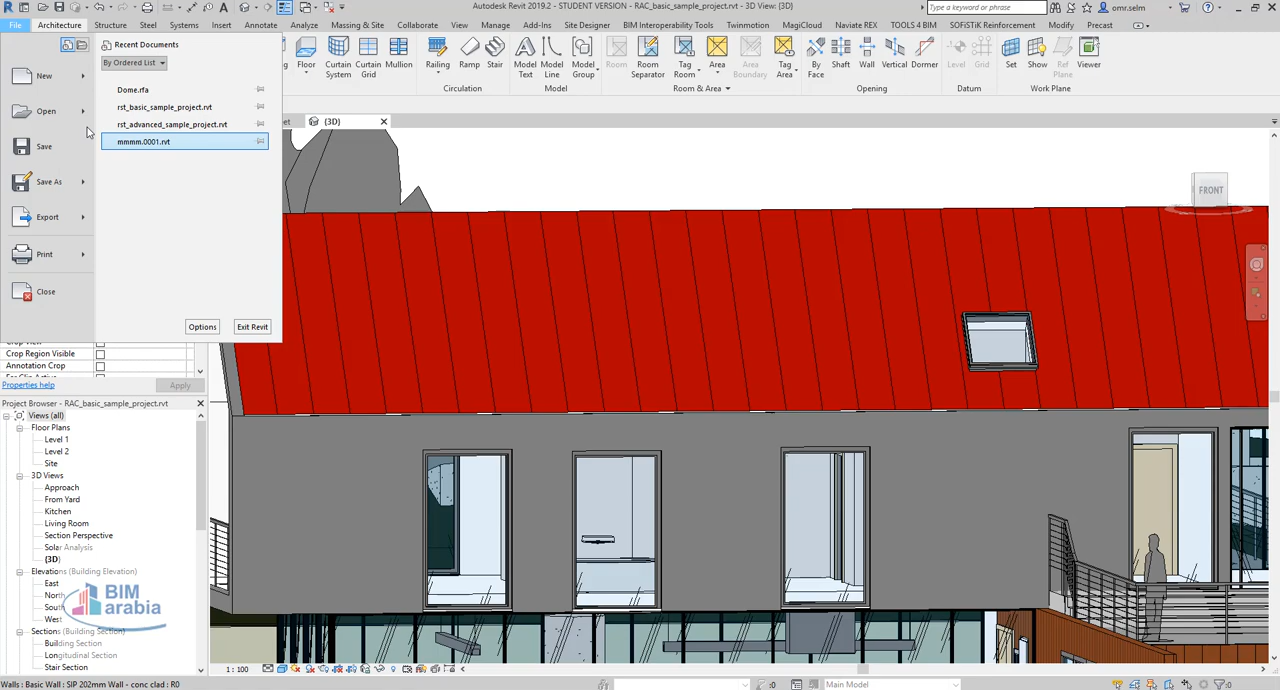 Autodesk Revit 2019.2 - STUDENT VERSION - RAC_basic_sample_project.rvt - 3D View: {3D}
Type a keyword or phrase
omr.selm
File Architecture Structure Steel Systems Insert Annotate Analyze Massing & Site Collaborate View Manage Add-Ins Site Designer BIM Interoperability Tools Twinmotion MagiCloud Naviate REX TOOLS 4 BIM SOFiSTiK Reinforcement Modify Precast
Recent Documents
By Ordered List
Dome.rfa
rst_basic_sample_project.rvt
rst_advanced_sample_project.rvt
mmmm.0001.rvt
New
Open
Save
Save As
Export
Print
Close
Options
Exit Revit
Floor
Curtain System
Curtain Grid
Mullion
Railing
Ramp
Stair
Model Text
Model Line
Model Group
Room
Room Separator
Tag Room
Area
Area Boundary
Tag Area
By Face
Shaft
Wall
Vertical
Dormer
Level
Grid
Set
Show
Ref Plane
Viewer
Circulation
Model
Room & Area
Opening
Datum
Work Plane
{3D}
FRONT
Crop Region Visible
Annotation Crop
Properties help
Apply
Project Browser - RAC_basic_sample_project.rvt
Views (all)
Floor Plans
Level 1
Level 2
Site
3D Views
Approach
From Yard
Kitchen
Living Room
Section Perspective
Solar Analysis
{3D}
Elevations (Building Elevation)
East
North
South
West
Sections (Building Section)
Building Section
Longitudinal Section
Stair Section
BIM
arabia
1 : 100
Walls : Basic Wall : SIP 202mm Wall - conc clad : R0
:0
Main Model
:0